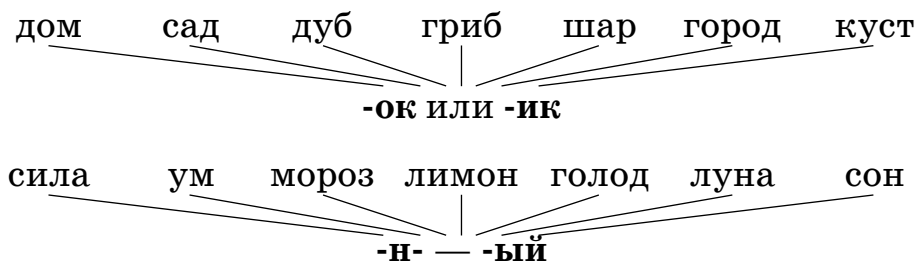 дом сад дуб гриб шар город куст
-ок или -ик
сила ум мороз лимон голод луна сон
-н- — -ый